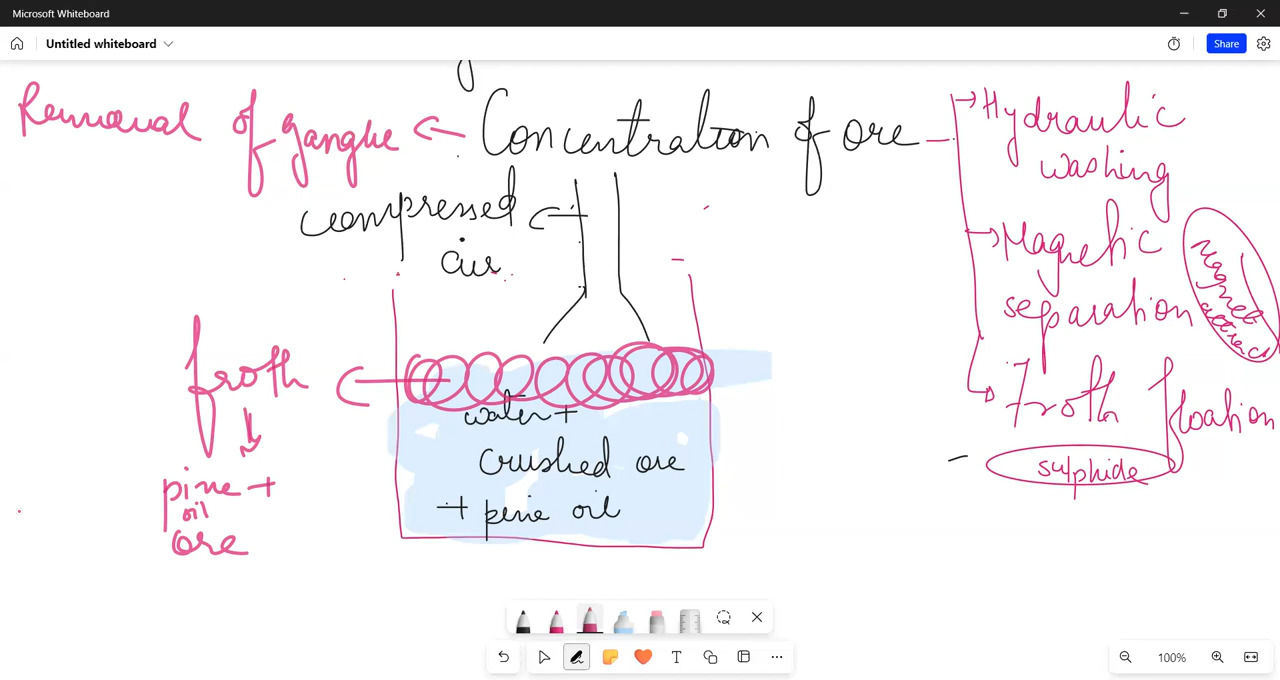 Microsoft Whiteboard
Untitled whiteboard
Share
Removal of gangue
Concentration of ore
Hydraulic
washing
compressed
air
Magnetic
separation
Magnet
froth
Froth floation
sulphide
pine +
oil
ore
water +
crushed ore
+ pine oil
100%